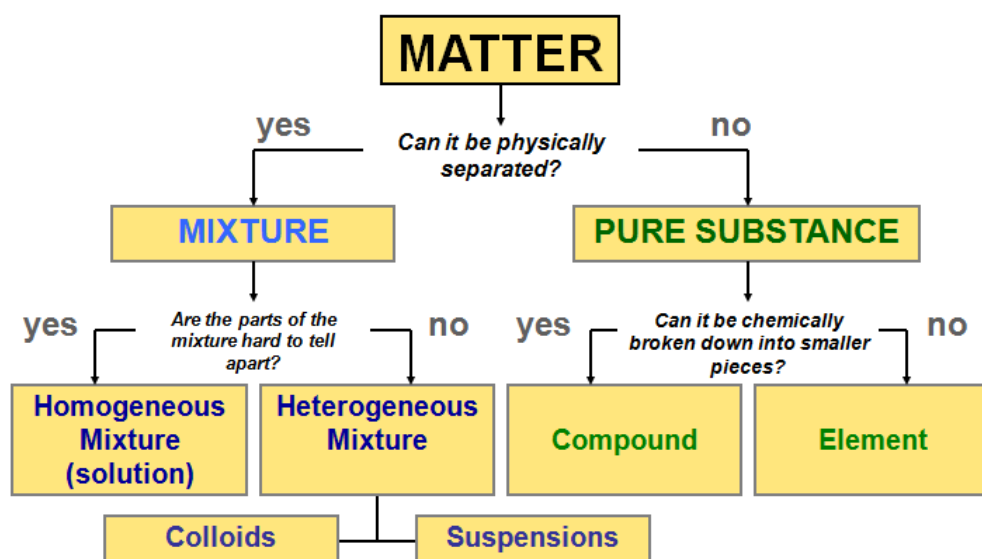 MATTER
yes
Can it be physically
separated?
no
MIXTURE
PURE SUBSTANCE
yes
Are the parts of the
mixture hard to tell
apart?
no
yes
Can it be chemically
broken down into smaller
pieces?
no
Homogeneous
Mixture
(solution)
Heterogeneous
Mixture
Compound
Element
Colloids
Suspensions